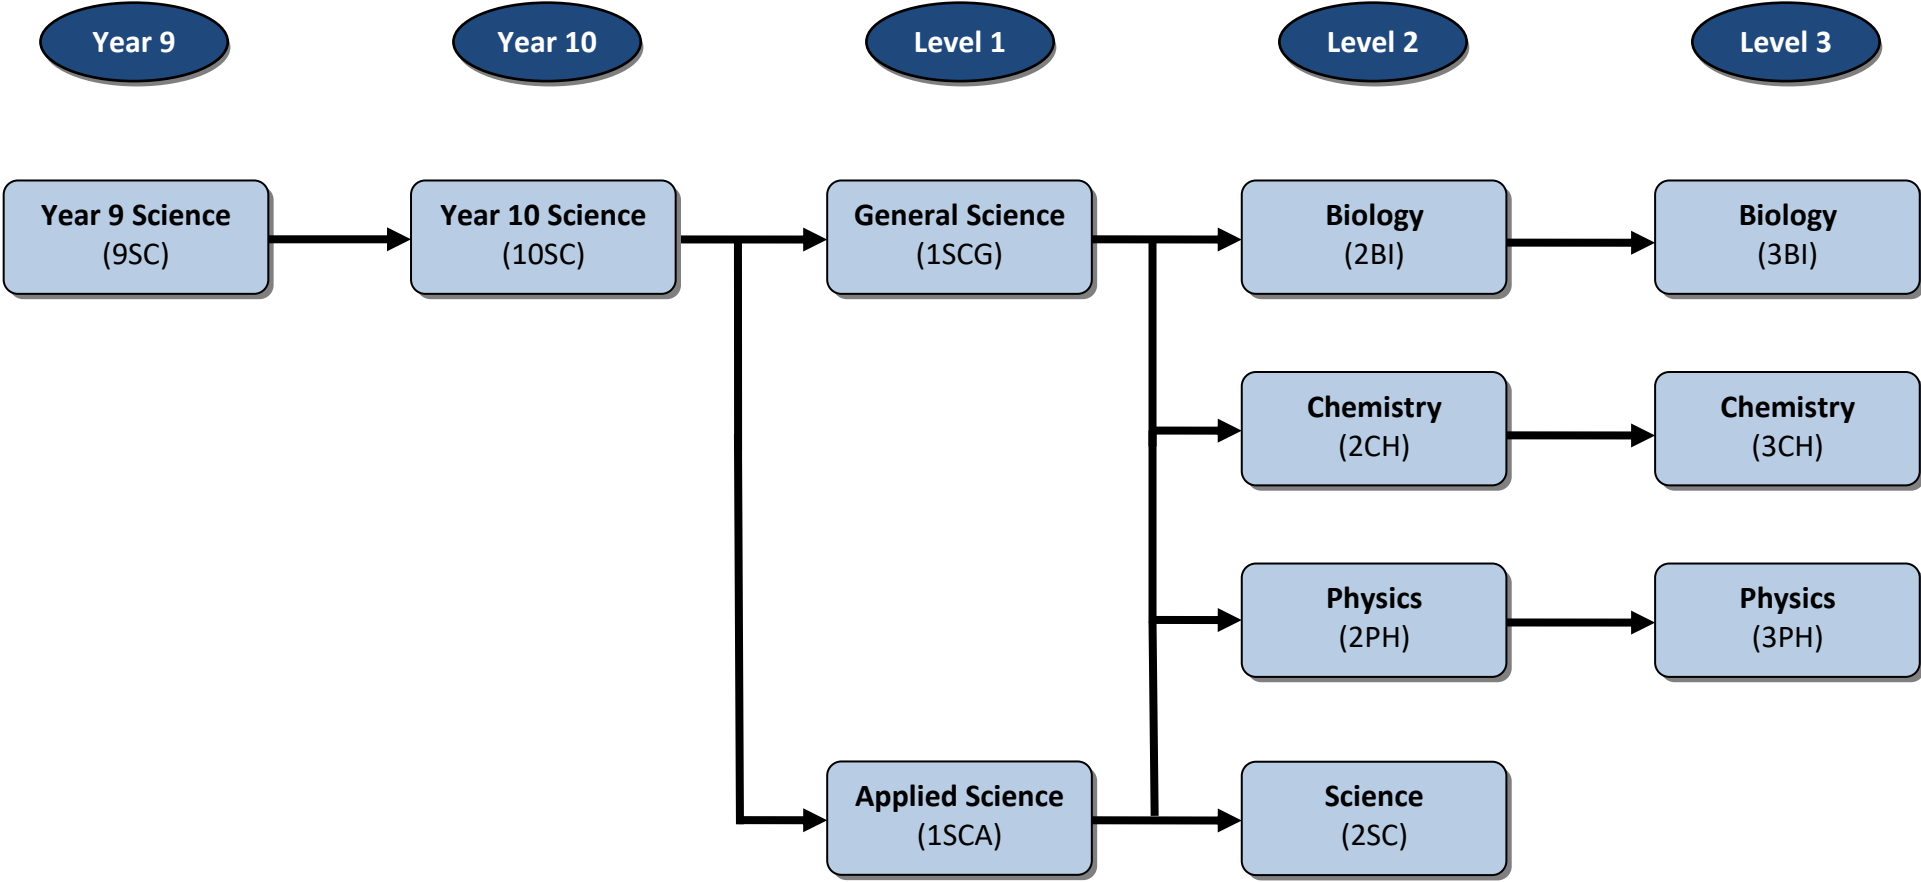 Year 9
Year 10
Level 1
Level 2
Level 3
Year 9 Science
(9SC)
Year 10 Science
(10SC)
General Science
(1SCG)
Biology
(2BI)
Biology
(3BI)
Chemistry
(2CH)
Chemistry
(3CH)
Physics
(2PH)
Physics
(3PH)
Applied Science
(1SCA)
Science
(2SC)